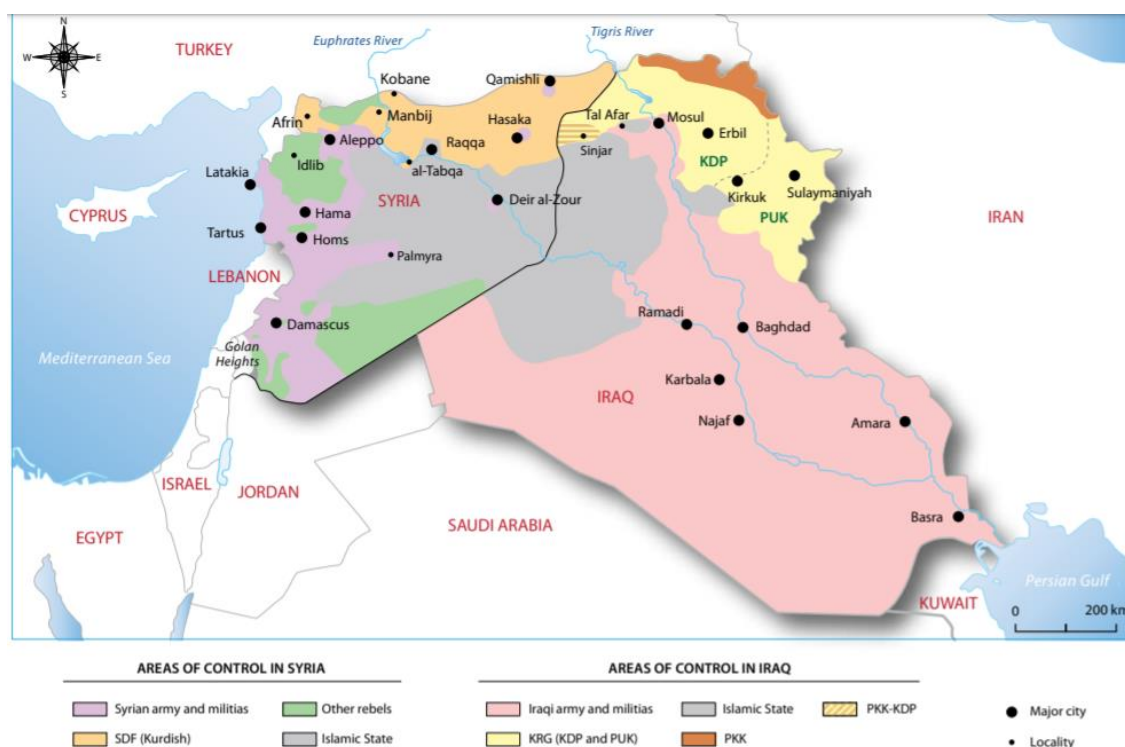 N
W E
S
TURKEY
Euphrates River
Tigris River
Kobane
Qamishli
Afrin
Manbij
Hasaka
Tal Afar
Mosul
Aleppo
Raqqa
Sinjar
Erbil
Idlib
al-Tabqa
KDP
Latakia
SYRIA
Deir al-Zour
Kirkuk
Sulaymaniyah
CYPRUS
Hama
PUK
IRAN
Tartus
Homs
LEBANON
Palmyra
Ramadi
Baghdad
Damascus
Golan
Heights
Mediterranean Sea
Karbala
IRAQ
Najaf
Amara
ISRAEL
JORDAN
SAUDI ARABIA
Basra
EGYPT
Persian Gulf
KUWAIT
0 200 km
AREAS OF CONTROL IN SYRIA
Syrian army and militias
Other rebels
SDF (Kurdish)
Islamic State
AREAS OF CONTROL IN IRAQ
Iraqi army and militias
Islamic State
PKK-KDP
KRG (KDP and PUK)
PKK
Major city
Locality